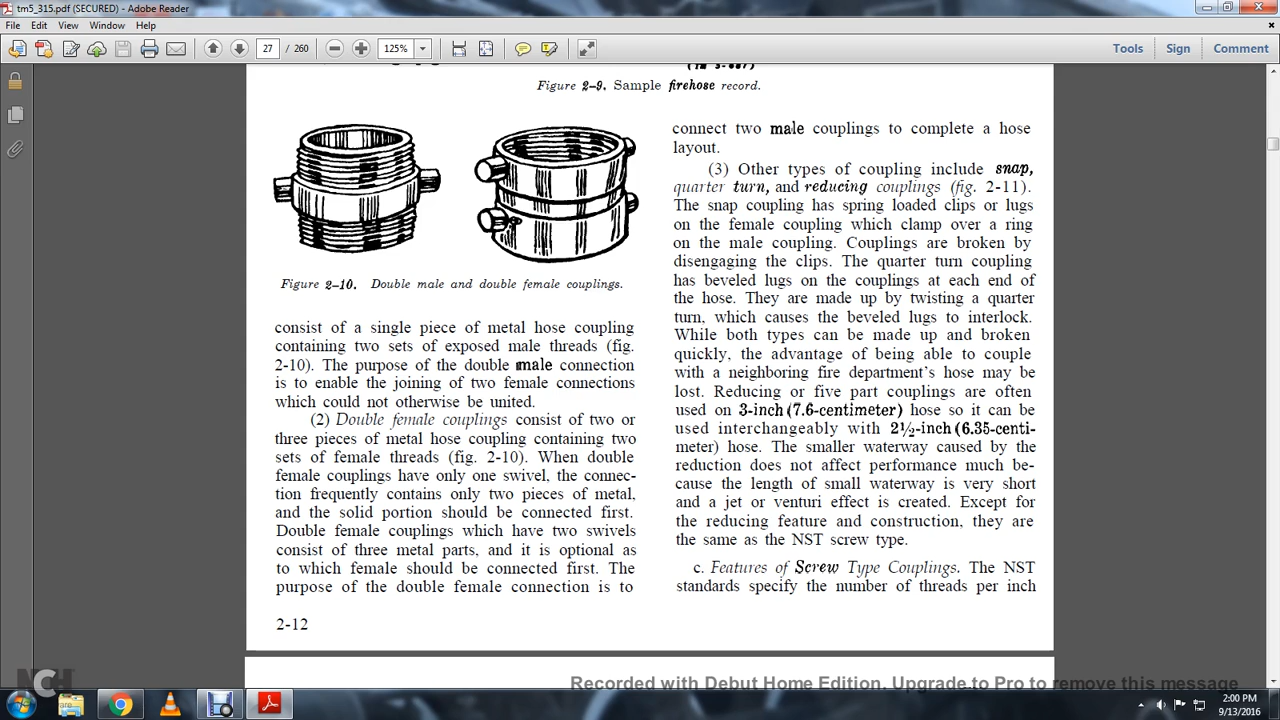 tm5_315.pdf (SECURED) - Adobe Reader
File Edit View Window Help
27 / 260 125% Tools Sign Comment
Figure 2-9. Sample firehose record.
Figure 2-10. Double male and double female couplings.
consist of a single piece of metal hose coupling
containing two sets of exposed male threads (fig.
2-10). The purpose of the double male connection
is to enable the joining of two female connections
which could not otherwise be united.
(2) Double female couplings consist of two or
three pieces of metal hose coupling containing two
sets of female threads (fig. 2-10). When double
female couplings have only one swivel, the connec-
tion frequently contains only two pieces of metal,
and the solid portion should be connected first.
Double female couplings which have two swivels
consist of three metal parts, and it is optional as
to which female should be connected first. The
purpose of the double female connection is to
2-12
connect two male couplings to complete a hose
layout.
(3) Other types of coupling include snap,
quarter turn, and reducing couplings (fig. 2-11).
The snap coupling has spring loaded clips or lugs
on the female coupling which clamp over a ring
on the male coupling. Couplings are broken by
disengaging the clips. The quarter turn coupling
has beveled lugs on the couplings at each end of
the hose. They are made up by twisting a quarter
turn, which causes the beveled lugs to interlock.
While both types can be made up and broken
quickly, the advantage of being able to couple
with a neighboring fire department's hose may be
lost. Reducing or five part couplings are often
used on 3-inch (7.6-centimeter) hose so it can be
used interchangeably with 2½-inch (6.35-centi-
meter) hose. The smaller waterway caused by the
reduction does not affect performance much be-
cause the length of small waterway is very short
and a jet or venturi effect is created. Except for
the reducing feature and construction, they are
the same as the NST screw type.
c. Features of Screw Type Couplings. The NST
standards specify the number of threads per inch
Recorded with Debut Home Edition. Upgrade to Pro to remove this message
NCH
2:00 PM
9/13/2016